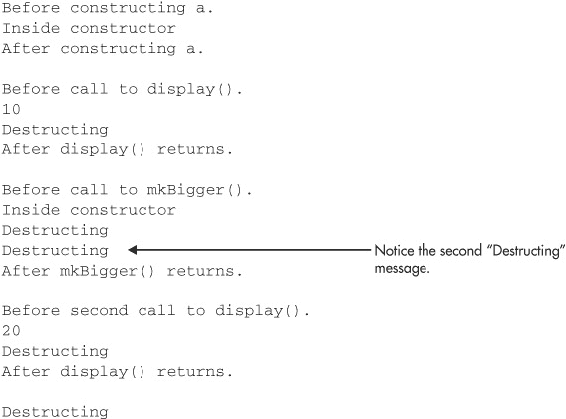 Before constructing a.
Inside constructor
After constructing a.
Before call to display().
10
Destructing
After display() returns.
Before call to mkBigger().
Inside constructor
Destructing
Destructing
Notice the second "Destructing"
message.
After mkBigger() returns.
Before second call to display().
20
Destructing
After display() returns.
Destructing